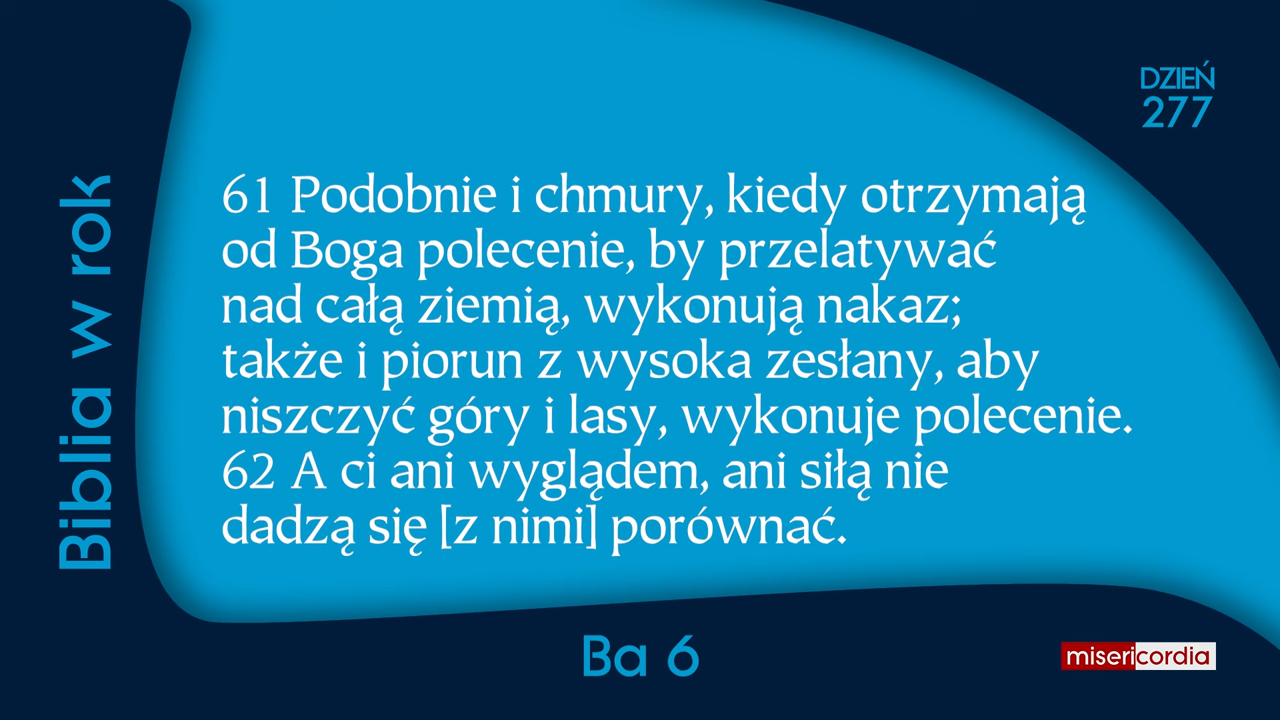 DZIEŃ
277
Biblia w rok
61 Podobnie i chmury, kiedy otrzymają
od Boga polecenie, by przelatywać
nad całą ziemią, wykonują nakaz;
także i piorun z wysoka zesłany, aby
niszczyć góry i lasy, wykonuje polecenie.
62 A ci ani wyglądem, ani siłą nie
dadzą się [z nimi] porównać.
Ba 6
misericordia